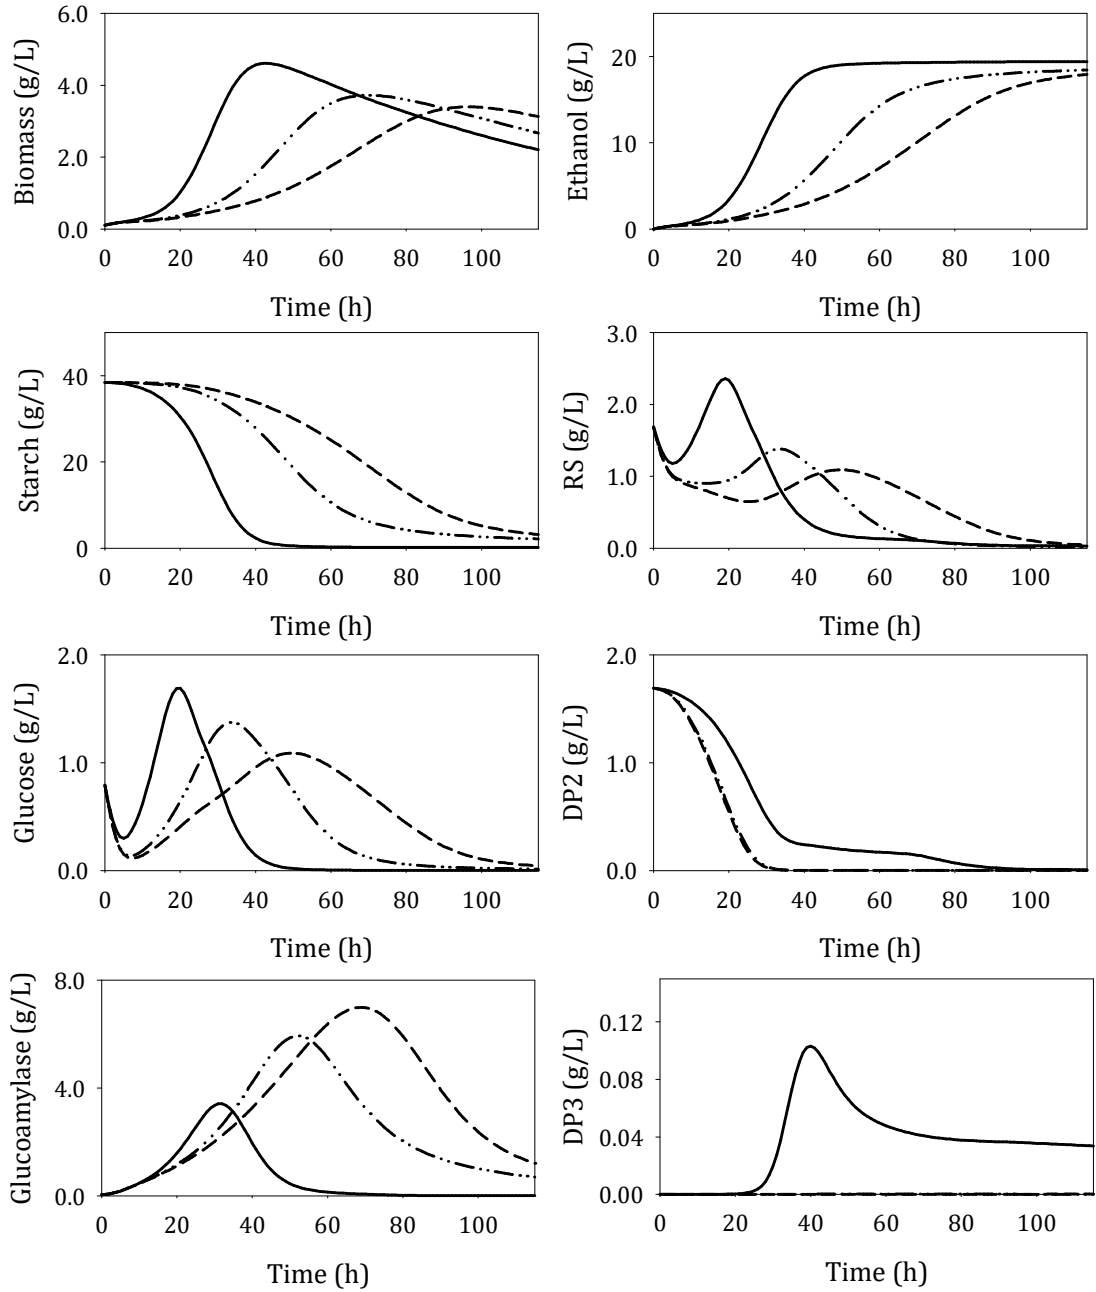 Biomass (g/L)
6.0
4.0
2.0
0.0
0 20 40 60 80 100
Time (h)
Ethanol (g/L)
20
10
0
0 20 40 60 80 100
Time (h)
Starch (g/L)
40
20
0
0 20 40 60 80 100
Time (h)
RS (g/L)
3.0
2.0
1.0
0.0
0 20 40 60 80 100
Time (h)
Glucose (g/L)
2.0
1.0
0.0
0 20 40 60 80 100
Time (h)
DP2 (g/L)
2.0
1.0
0.0
0 20 40 60 80 100
Time (h)
Glucoamylase (g/L)
8.0
4.0
0.0
0 20 40 60 80 100
Time (h)
DP3 (g/L)
0.12
0.08
0.04
0.00
0 20 40 60 80 100
Time (h)